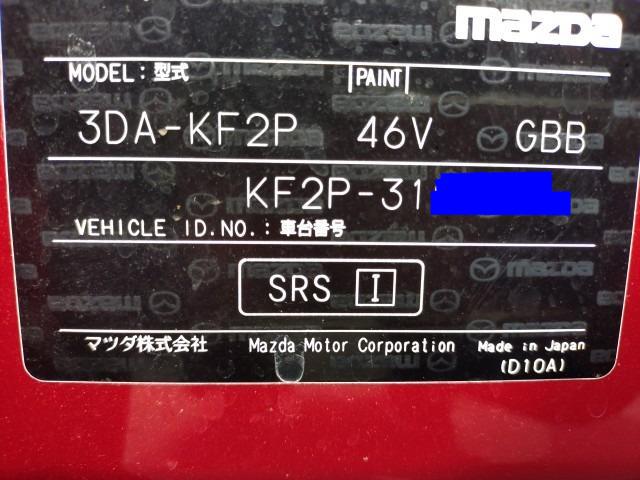 mazda
MODEL：型式 PAINT
3DA-KF2P 46V GBB
KF2P-31
VEHICLE ID.NO.：車台番号
SRS I
マツダ株式会社 Mazda Motor Corporation Made in Japan
(D10A)